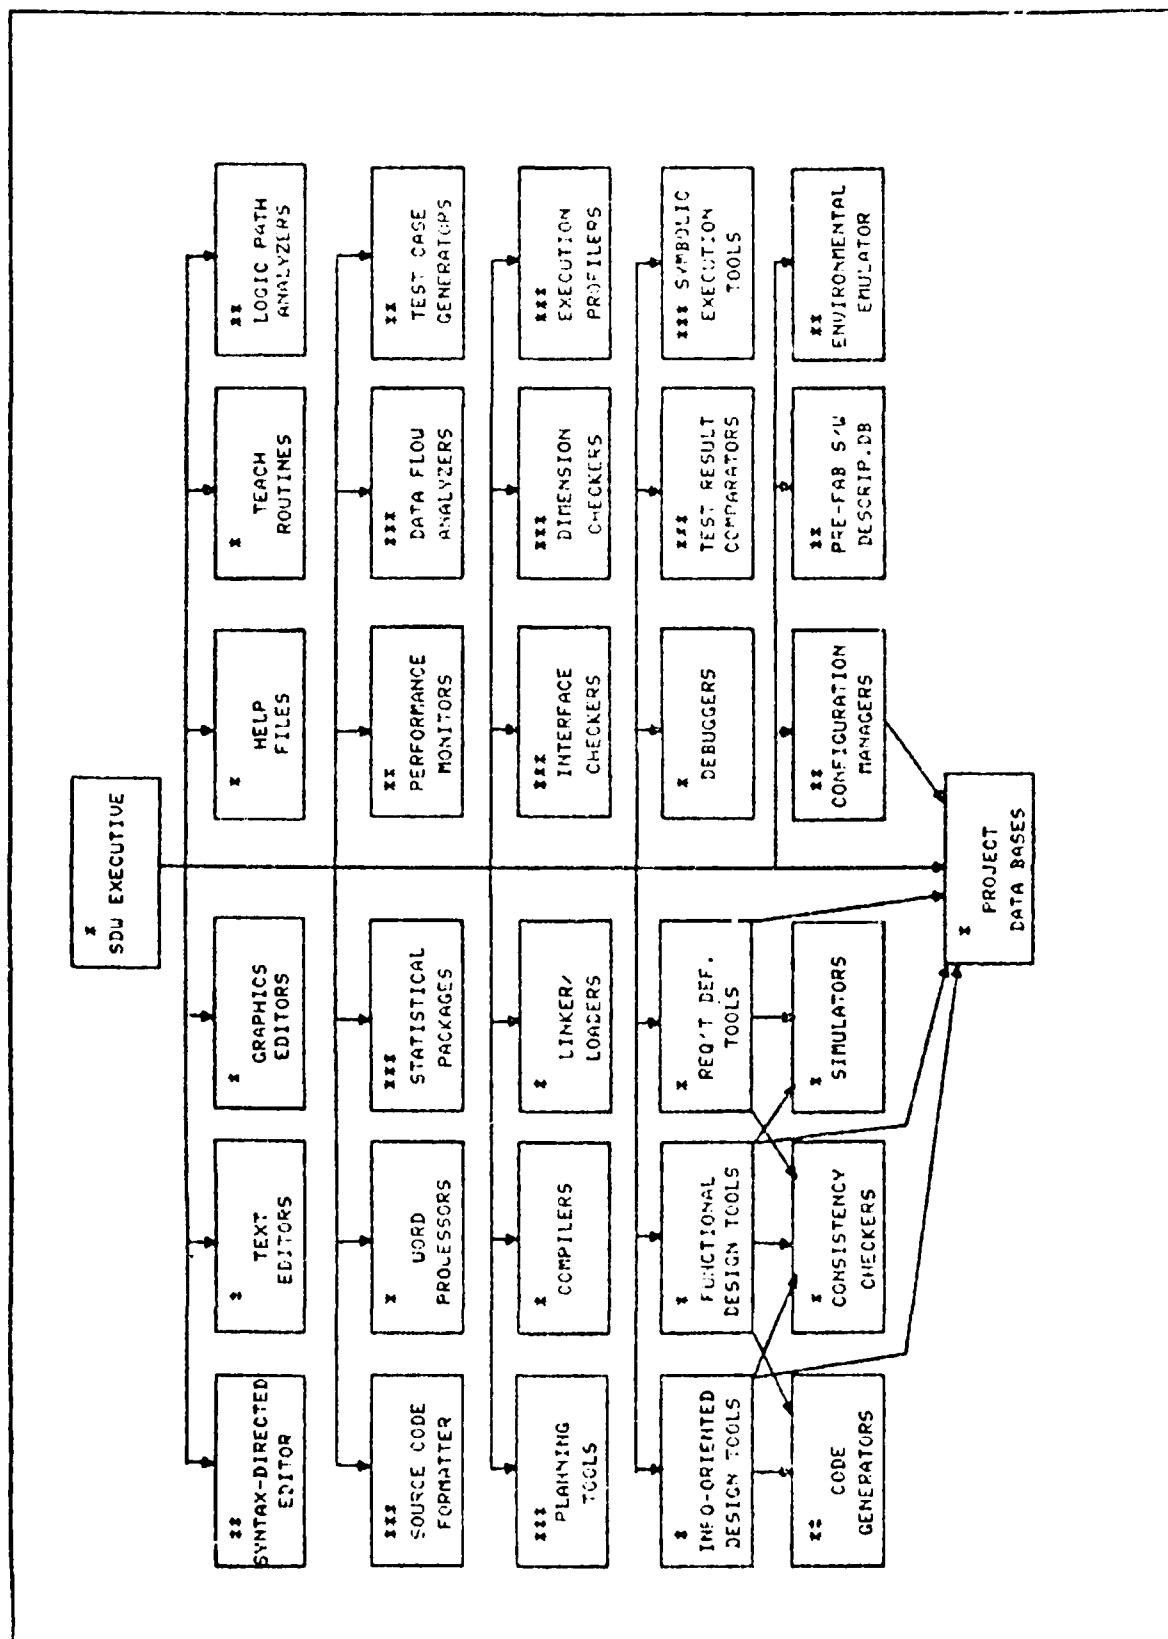 *
SDW EXECUTIVE
**
SYNTAX-DIRECTED
EDITOR
*
TEXT
EDITORS
*
GRAPHICS
EDITORS
*
HELP
FILES
*
TEACH
ROUTINES
**
LOGIC PATH
ANALYZERS
***
SOURCE CODE
FORMATTER
*
WORD
PROCESSORS
***
STATISTICAL
PACKAGES
**
PERFORMANCE
MONITORS
***
DATA FLOW
ANALYZERS
**
TEST CASE
GENERATORS
***
PLANNING
TOOLS
*
COMPILERS
*
LINKER/
LOADERS
***
INTERFACE
CHECKERS
***
DIMENSION
CHECKERS
***
EXECUTION
PROFILERS
*
INFO-ORIENTED
DESIGN TOOLS
*
FUNCTIONAL
DESIGN TOOLS
*
REQ'T DEF.
TOOLS
*
DEBUGGERS
***
TEST RESULT
COMPARATORS
*** SYMBOLIC
EXECUTION
TOOLS
**
CODE
GENERATORS
*
CONSISTENCY
CHECKERS
*
SIMULATORS
**
CONFIGURATION
MANAGERS
**
PRE-FAB S/W
DESCRIP.DB
**
ENVIRONMENTAL
EMULATOR
*
PROJECT
DATA BASES